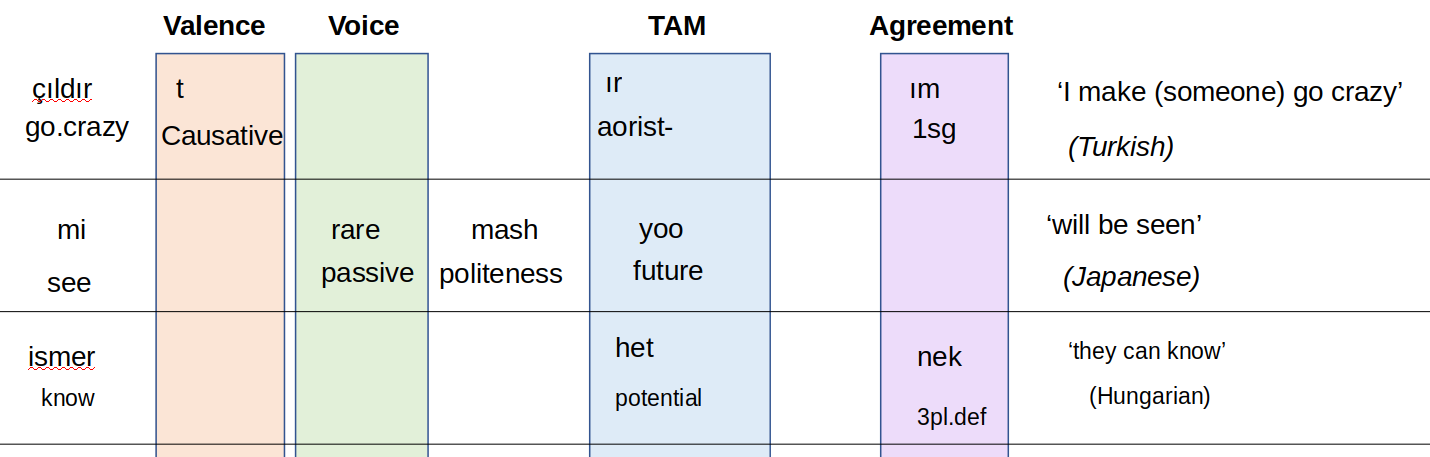 Valence Voice TAM Agreement
çıldır t ır ım ‘I make (someone) go crazy’
go.crazy Causative aorist- 1sg (Turkish)
mi rare mash yoo ‘will be seen’
see passive politeness future (Japanese)
ismer het nek ‘they can know’
know potential 3pl.def (Hungarian)